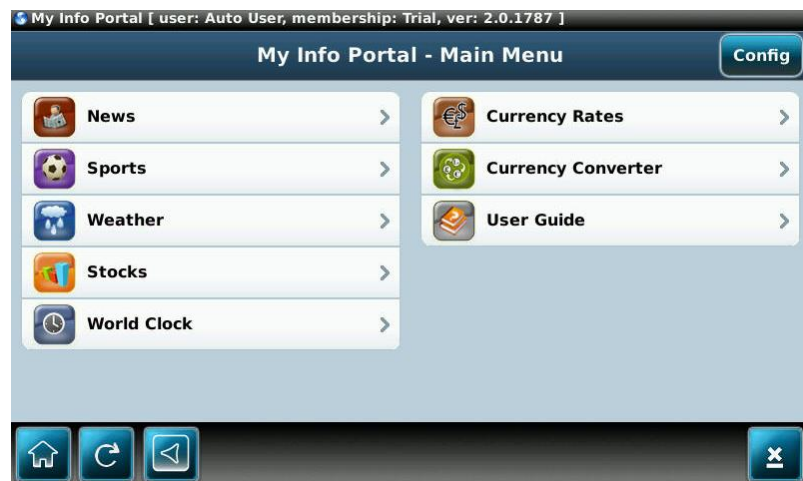 My Info Portal [ user: Auto User, membership: Trial, ver: 2.0.1787 ]
My Info Portal - Main Menu
Config
News
Sports
Weather
Stocks
World Clock
Currency Rates
Currency Converter
User Guide